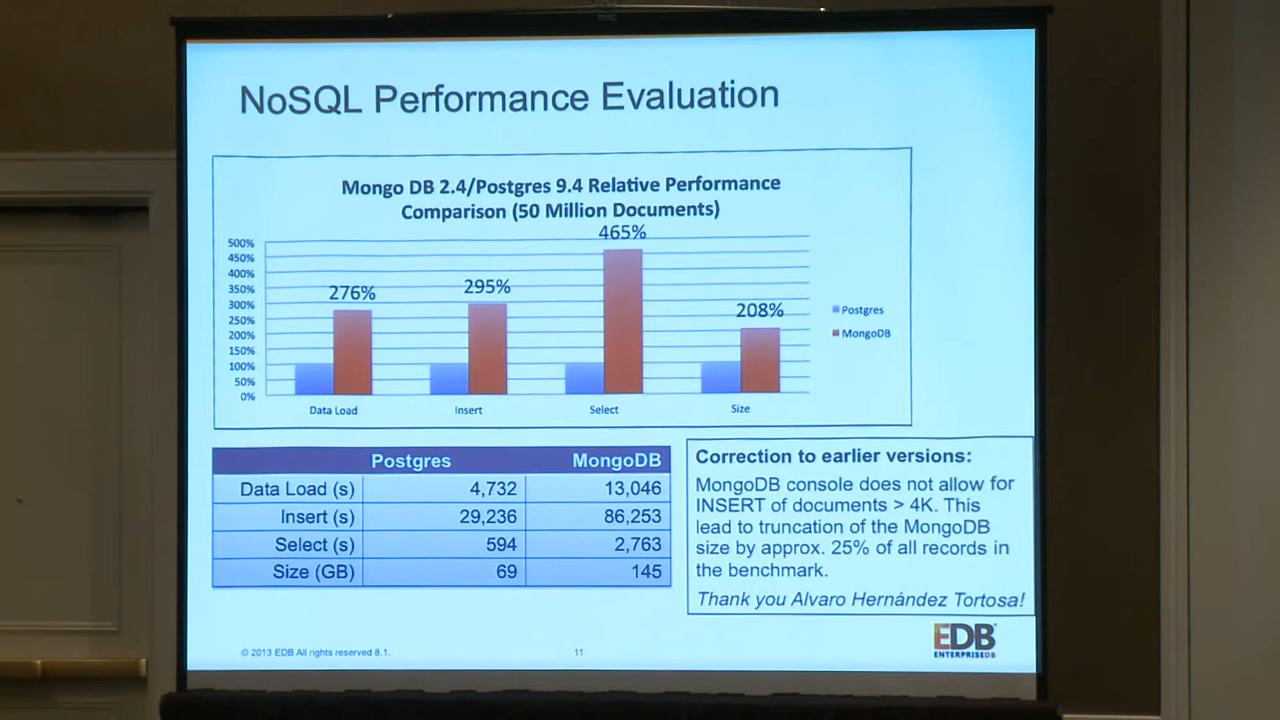 NoSQL Performance Evaluation
Mongo DB 2.4/Postgres 9.4 Relative Performance
Comparison (50 Million Documents)
500%
450%
400%
350%
300%
250%
200%
150%
100%
50%
0%
276%
295%
465%
208%
Data Load
Insert
Select
Size
Postgres
MongoDB
Postgres MongoDB
Data Load (s) 4,732 13,046
Insert (s) 29,236 86,253
Select (s) 594 2,763
Size (GB) 69 145
Correction to earlier versions:
MongoDB console does not allow for
INSERT of documents > 4K. This
lead to truncation of the MongoDB
size by approx. 25% of all records in
the benchmark.
Thank you Alvaro Hernández Tortosa!
© 2013 EDB All rights reserved 8.1.
11
EDB
ENTERPRISEDB